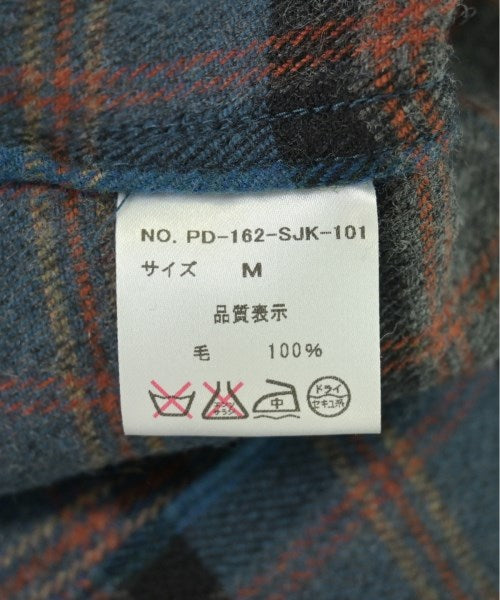 NO. PD-162-SJK-101
サイズ M
品質表示
毛 100%
中 ドライ
セキユ系